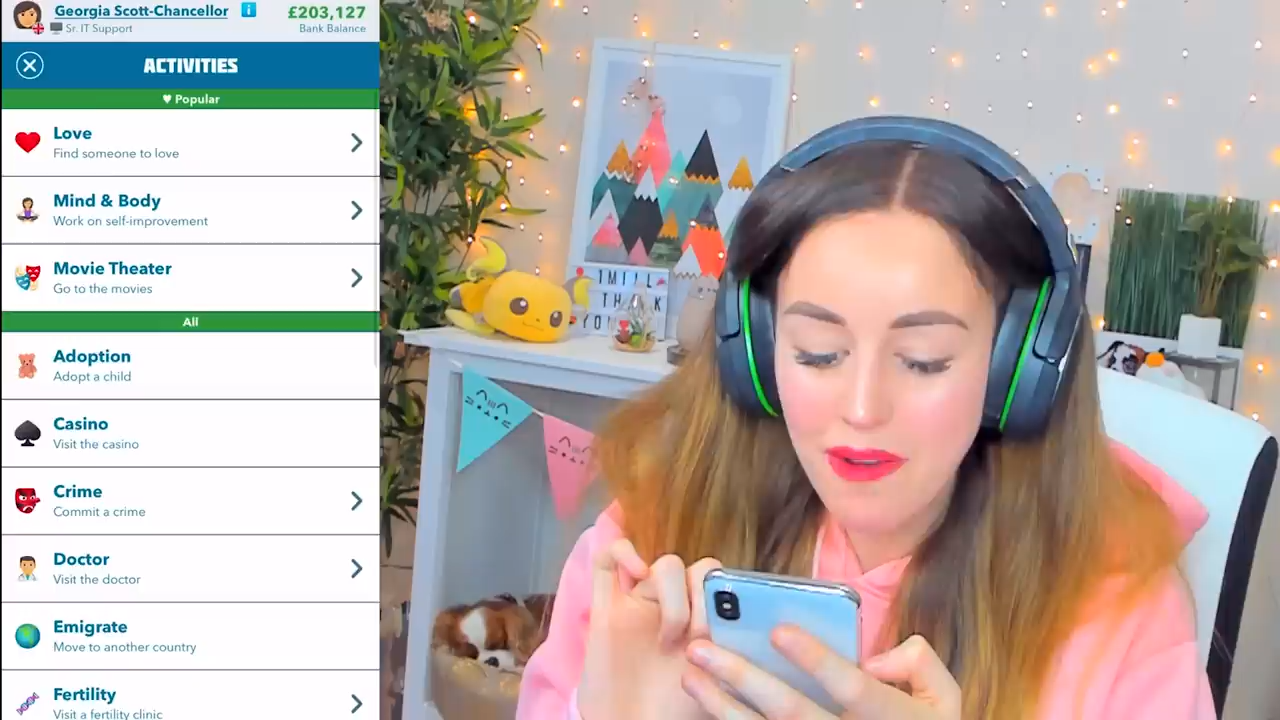 Georgia Scott-Chancellor
£203,127
Sr. IT Support
Bank Balance
ACTIVITIES
♥ Popular
Love
Find someone to love
Mind & Body
Work on self-improvement
Movie Theater
Go to the movies
All
Adoption
Adopt a child
Casino
Visit the casino
Crime
Commit a crime
Doctor
Visit the doctor
Emigrate
Move to another country
Fertility
Visit a fertility clinic
1MILL